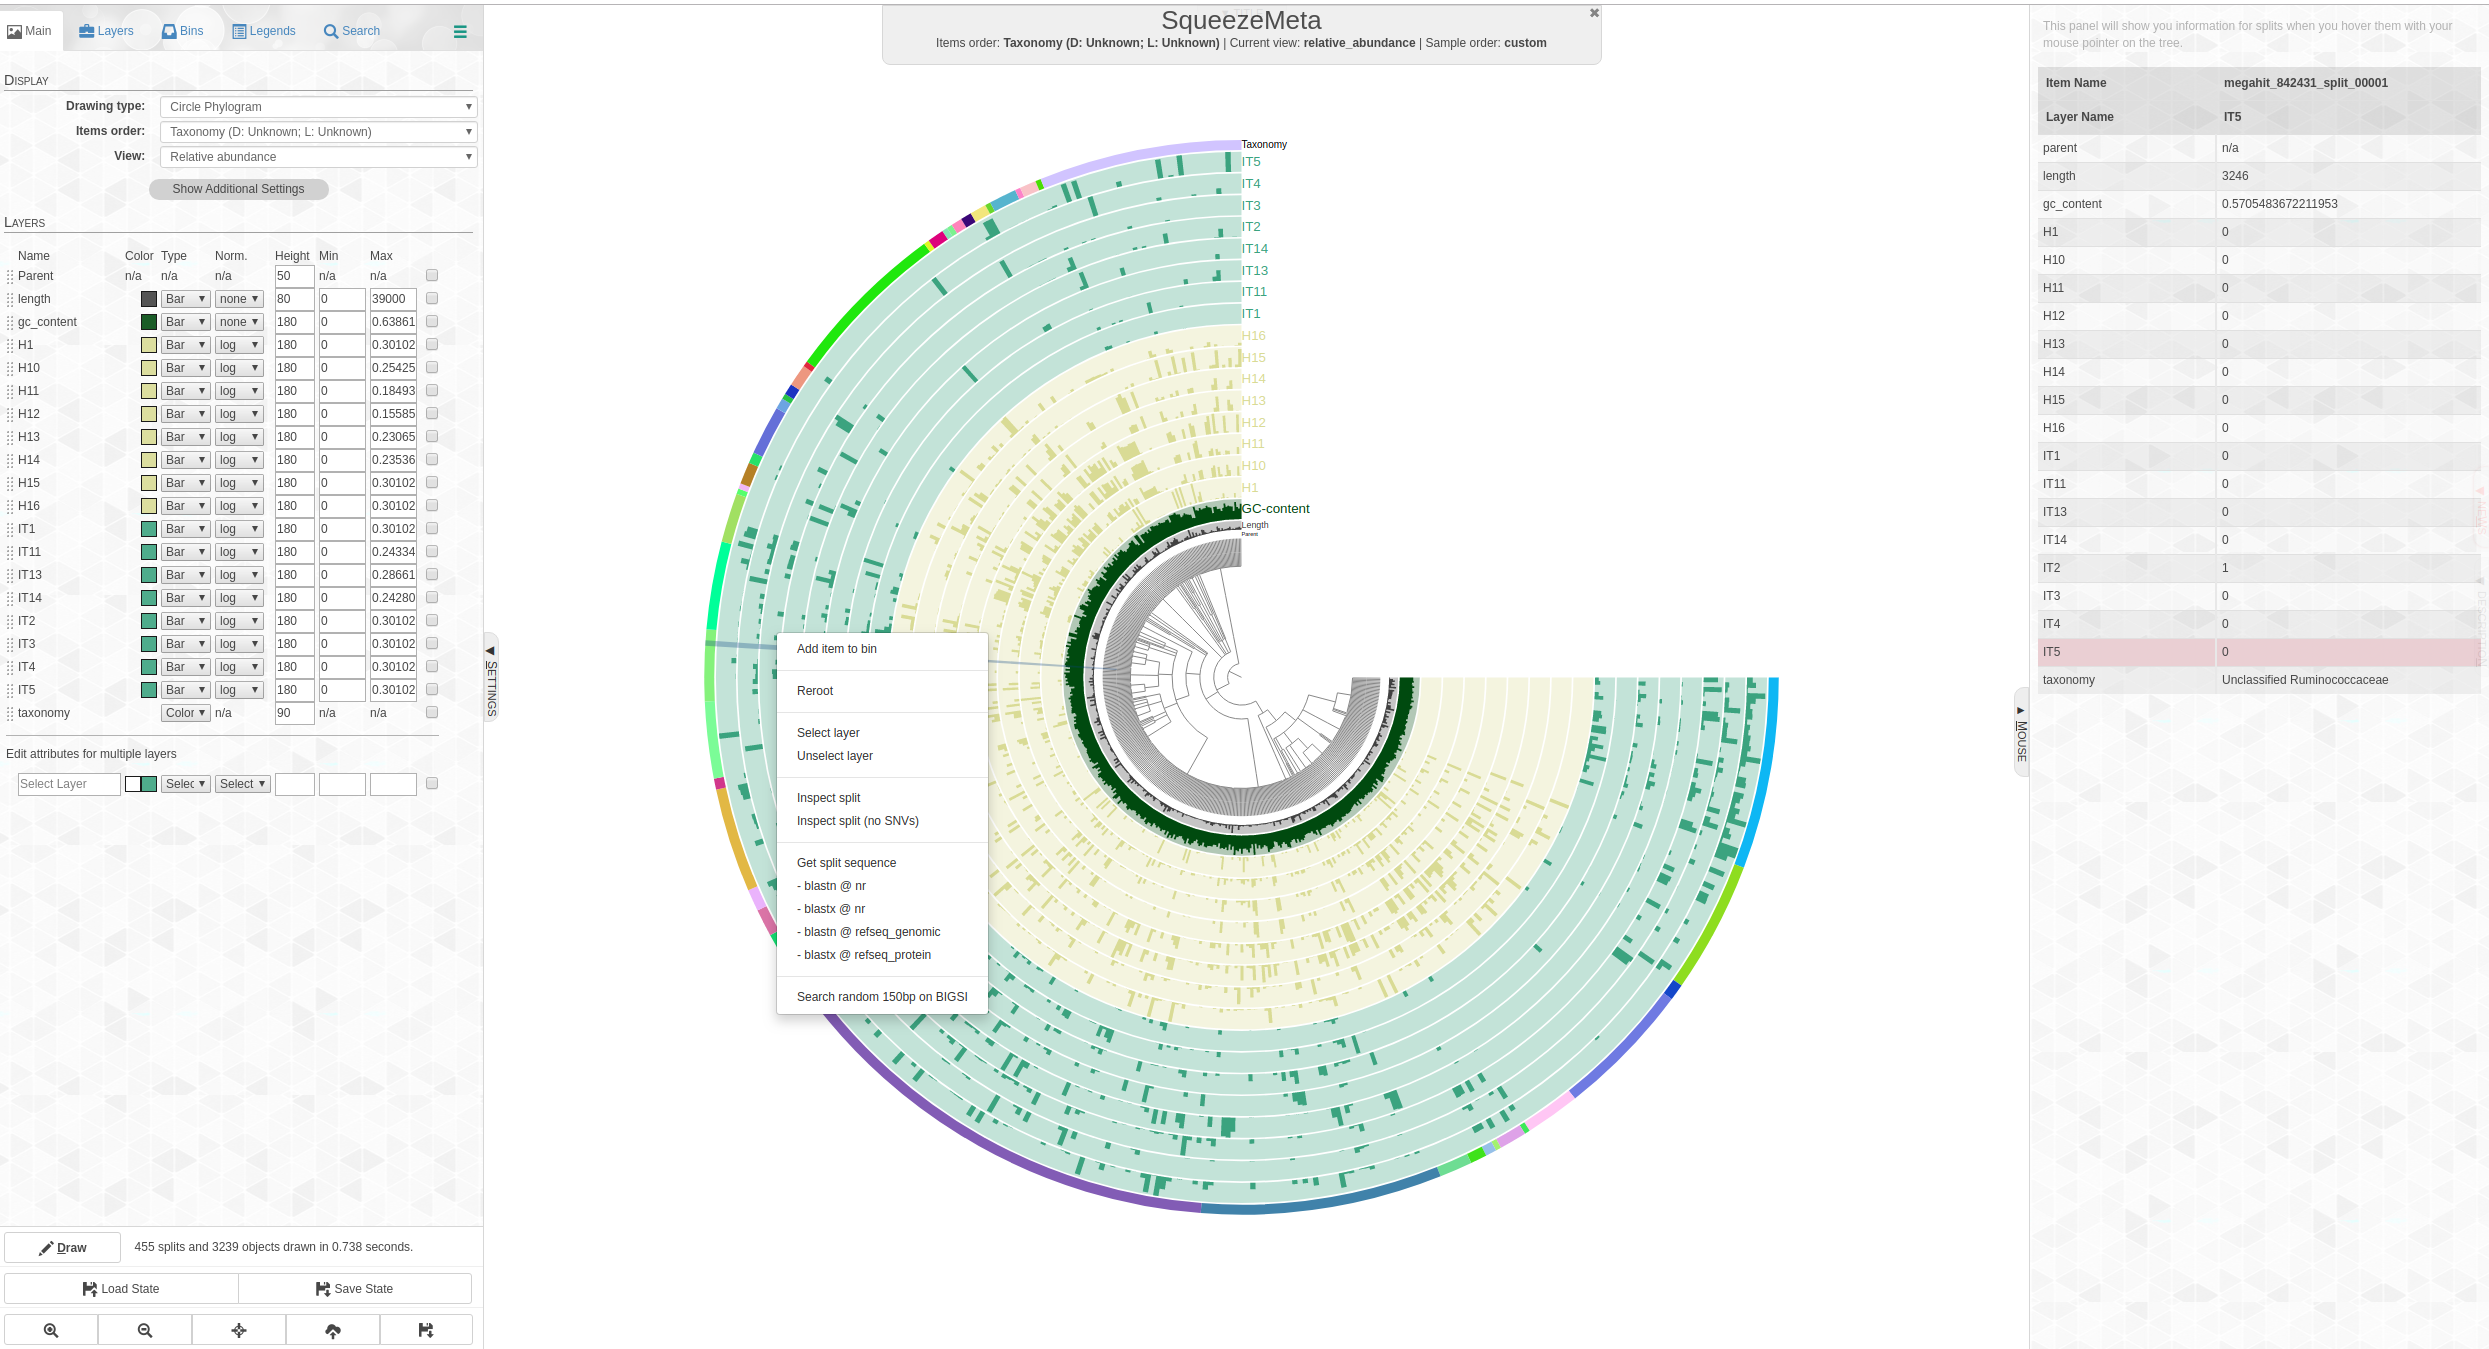 Main Layers Bins Legends Search
DISPLAY
Drawing type: Circle Phylogram
Items order: Taxonomy (D: Unknown; L: Unknown)
View: Relative abundance
Show Additional Settings
LAYERS
Name Color Type Norm. Height Min Max
Parent n/a n/a n/a 50 n/a n/a
length Bar none 80 0 39000
gc_content Bar none 180 0 0.63861
H1 Bar log 180 0 0.30102
H10 Bar log 180 0 0.25425
H11 Bar log 180 0 0.18493
H12 Bar log 180 0 0.15585
H13 Bar log 180 0 0.23065
H14 Bar log 180 0 0.23536
H15 Bar log 180 0 0.30102
H16 Bar log 180 0 0.30102
IT1 Bar log 180 0 0.30102
IT11 Bar log 180 0 0.24334
IT13 Bar log 180 0 0.28661
IT14 Bar log 180 0 0.24280
IT2 Bar log 180 0 0.30102
IT3 Bar log 180 0 0.30102
IT4 Bar log 180 0 0.30102
IT5 Bar log 180 0 0.30102
taxonomy Color n/a 90 n/a n/a
Edit attributes for multiple layers
Select Layer Selec Select
Draw 455 splits and 3239 objects drawn in 0.738 seconds.
Load State Save State
SETTINGS
SqueezeMeta
Items order: Taxonomy (D: Unknown; L: Unknown) | Current view: relative_abundance | Sample order: custom
Taxonomy
IT5
IT4
IT3
IT2
IT14
IT13
IT11
IT1
H16
H15
H14
H13
H12
H11
H10
H1
GC-content
Length
Parent
Add item to bin
Reroot
Select layer
Unselect layer
Inspect split
Inspect split (no SNVs)
Get split sequence
- blastn @ nr
- blastx @ nr
- blastn @ refseq_genomic
- blastx @ refseq_protein
Search random 150bp on BIGSI
MOUSE
This panel will show you information for splits when you hover them with your
mouse pointer on the tree.
Item Name megahit_842431_split_00001
Layer Name IT5
parent n/a
length 3246
gc_content 0.5705483672211953
H1 0
H10 0
H11 0
H12 0
H13 0
H14 0
H15 0
H16 0
IT1 0
IT11 0
IT13 0
IT14 0
IT2 1
IT3 0
IT4 0
IT5 0
taxonomy Unclassified Ruminococcaceae